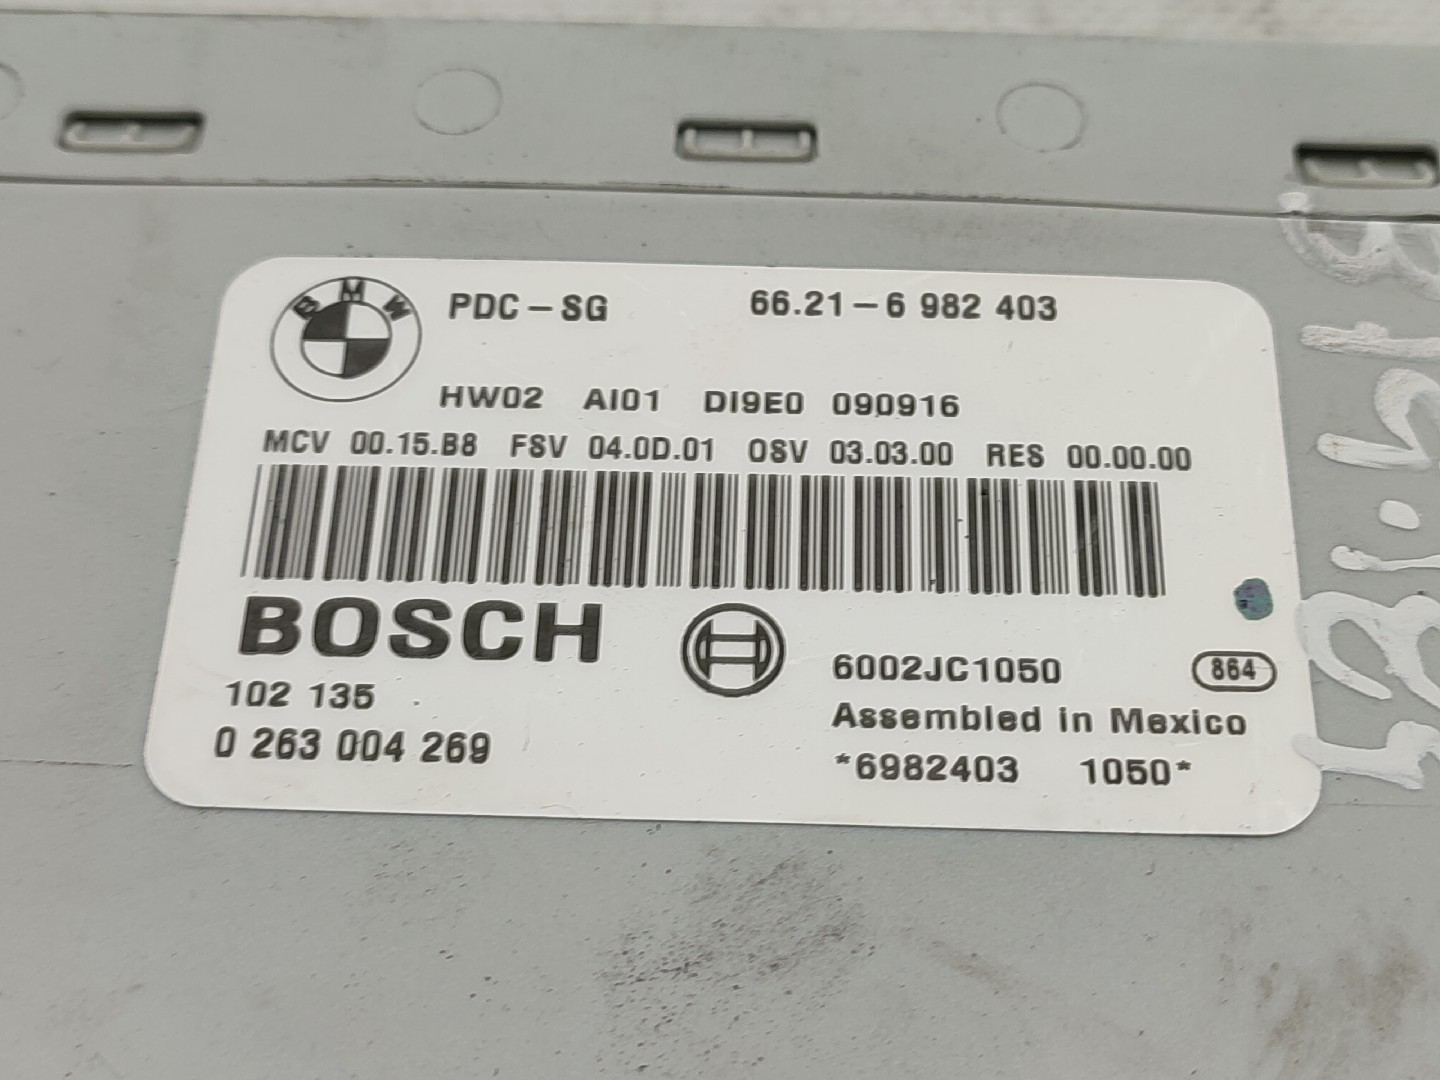 BMW PDC-SG 66.21-6 982 403
HW02 AI01 DI9E0 090916
MCV 00.15.B8 FSV 04.0D.01 OSV 03.03.00 RES 00.00.00
BOSCH
102 135
0 263 004 269
6002JC1050 864
Assembled in Mexico
*6982403 1050*